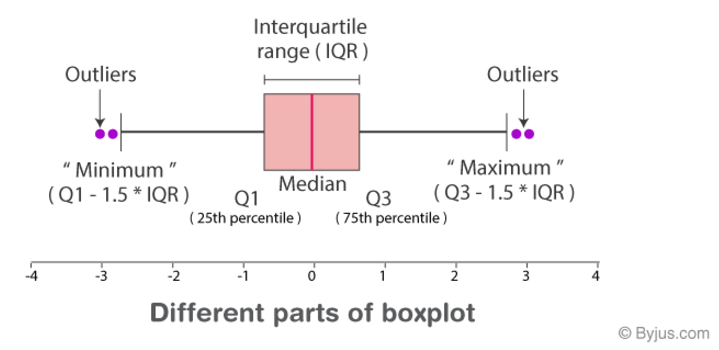 Interquartile
range ( IQR )
Outliers
Outliers
“ Minimum ”
( Q1 - 1.5 * IQR )
Median
“ Maximum ”
( Q3 - 1.5 * IQR )
Q1
( 25th percentile )
Q3
( 75th percentile )
-4 -3 -2 -1 0 1 2 3 4
Different parts of boxplot
© Byjus.com